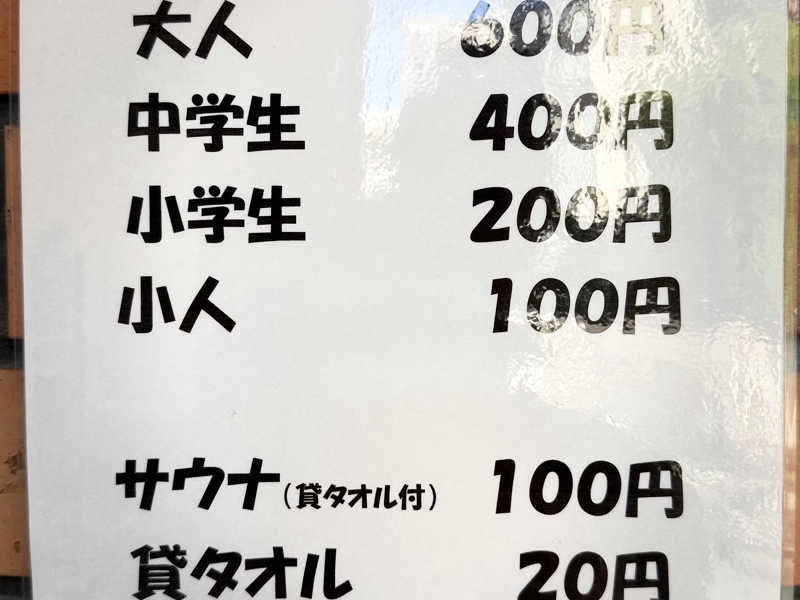 大人 600円
中学生 400円
小学生 200円
小人 100円
サウナ(貸タオル付) 100円
貸タオル 20円